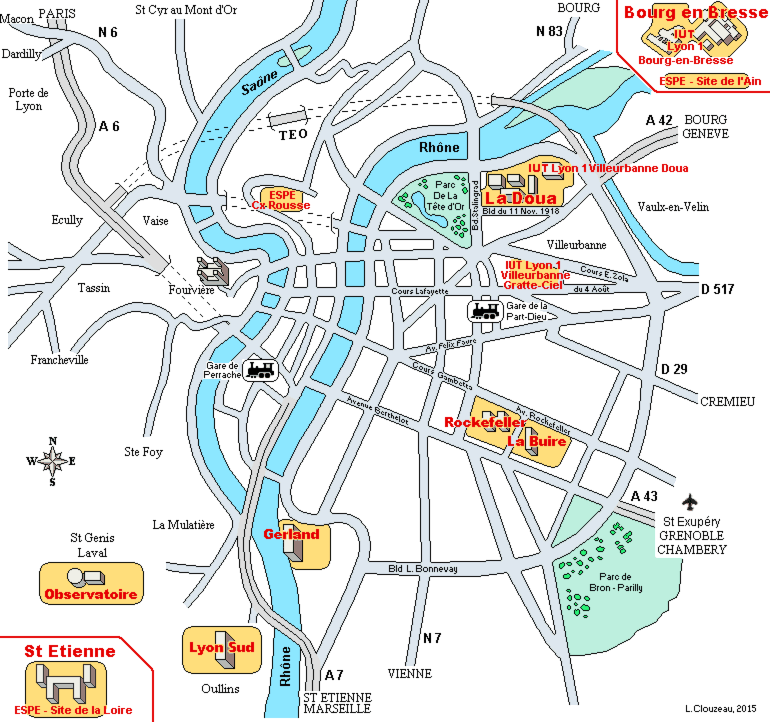 Macon
PARIS
St Cyr au Mont d'Or
BOURG
Bourg en Bresse
IUT
Lyon 1
Bourg-en-Bresse
ESPE - Site de l'Ain
N 6
N 83
Dardilly
Saône
Porte de
Lyon
A 6
TEO
Rhône
A 42
BOURG
GENEVE
IUT Lyon 1 Villeurbanne Doua
La Doua
Bld du 11 Nov. 1918
Parc
De La
Tête d'Or
Bd.Stalingrad
ESPE
Cx-Rousse
Ecully
Vaise
Vaulx-en-Velin
Villeurbanne
IUT Lyon 1
Villeurbanne
Gratte-Ciel
Cours E. Zola
du 4 Août
D 517
Tassin
Fourvière
Cours Lafayette
Gare de la
Part-Dieu
Av. Felix Faure
Francheville
Gare de
Perrache
Cours Gambetta
D 29
CREMIEU
Avenue Berthelot
Av. Rockefeller
Rockefeller
La Buire
N
W
E
S
Ste Foy
A 43
St Exupéry
GRENOBLE
CHAMBERY
La Mulatière
Gerland
St Genis
Laval
Observatoire
Bld L. Bonnevay
Parc de
Bron - Parilly
St Etienne
ESPE - Site de la Loire
Lyon Sud
Oullins
Rhône
A 7
ST ETIENNE
MARSEILLE
N 7
VIENNE
L.Clouzeau, 2015